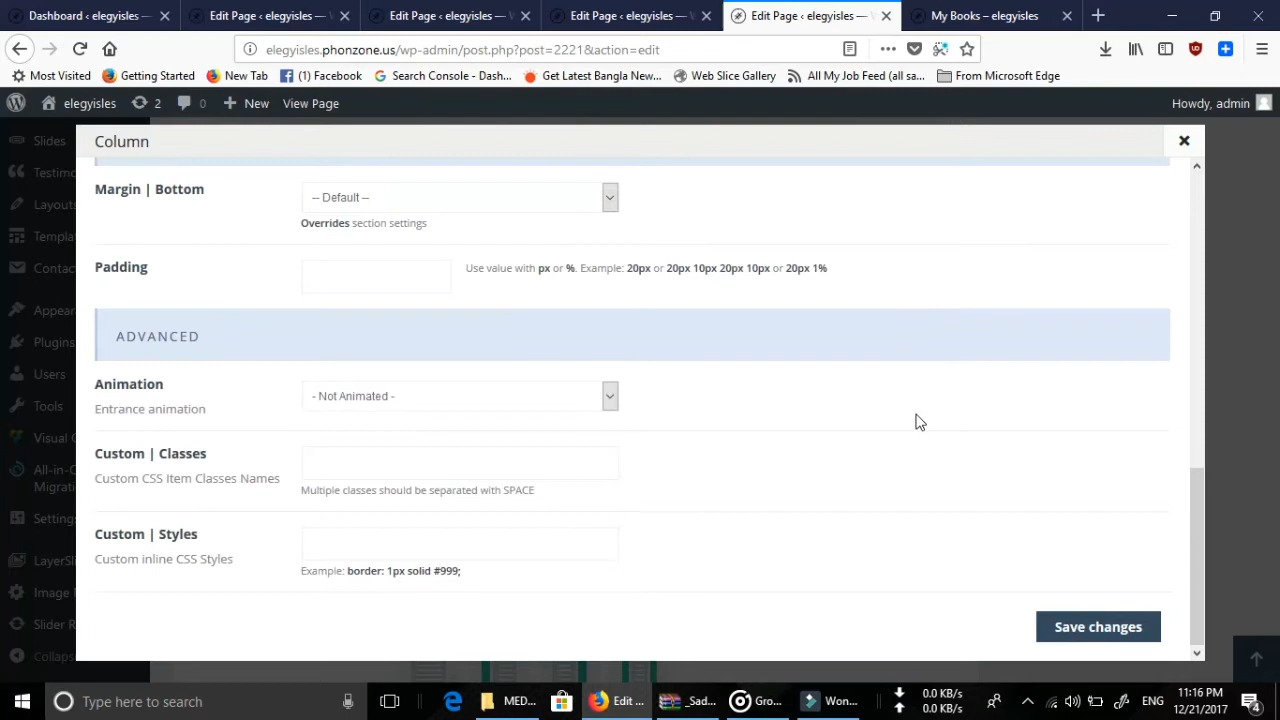 Dashboard ‹ elegyisles
Edit Page ‹ elegyisles —
Edit Page ‹ elegyisles —
Edit Page ‹ elegyisles —
Edit Page ‹ elegyisles —
My Books – elegyisles
elegyisles.phonzone.us/wp-admin/post.php?post=2221&action=edit
Most Visited
Getting Started
New Tab
(1) Facebook
Search Console - Dash...
Get Latest Bangla New...
Web Slice Gallery
All My Job Feed (all sa...
From Microsoft Edge
elegyisles 2 0 New View Page
Howdy, admin
Slides
Testimo
Layouts
Templa
Conta
Appear
Plugins
Users
Tools
Visual C
All-in-C
Migrati
Setting
LayerSl
Image
Slider R
Collaps
Column
Margin | Bottom
-- Default --
Overrides section settings
Padding
Use value with px or %. Example: 20px or 20px 10px 20px 10px or 20px 1%
ADVANCED
Animation
- Not Animated -
Entrance animation
Custom | Classes
Custom CSS Item Classes Names
Multiple classes should be separated with SPACE
Custom | Styles
Custom inline CSS Styles
Example: border: 1px solid #999;
Save changes
Type here to search
MED...
Edit ...
_Sad...
Gro...
Won...
0.0 KB/s
0.0 KB/s
ENG
11:16 PM
12/21/2017
4